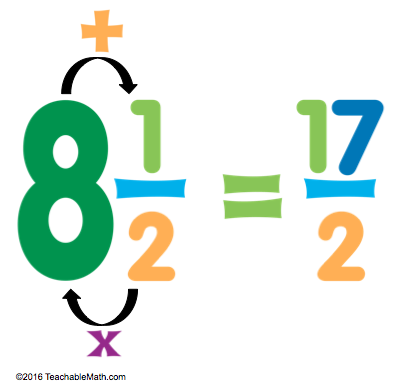 +
8 1/2 = 17/2
x
©2016 TeachableMath.com